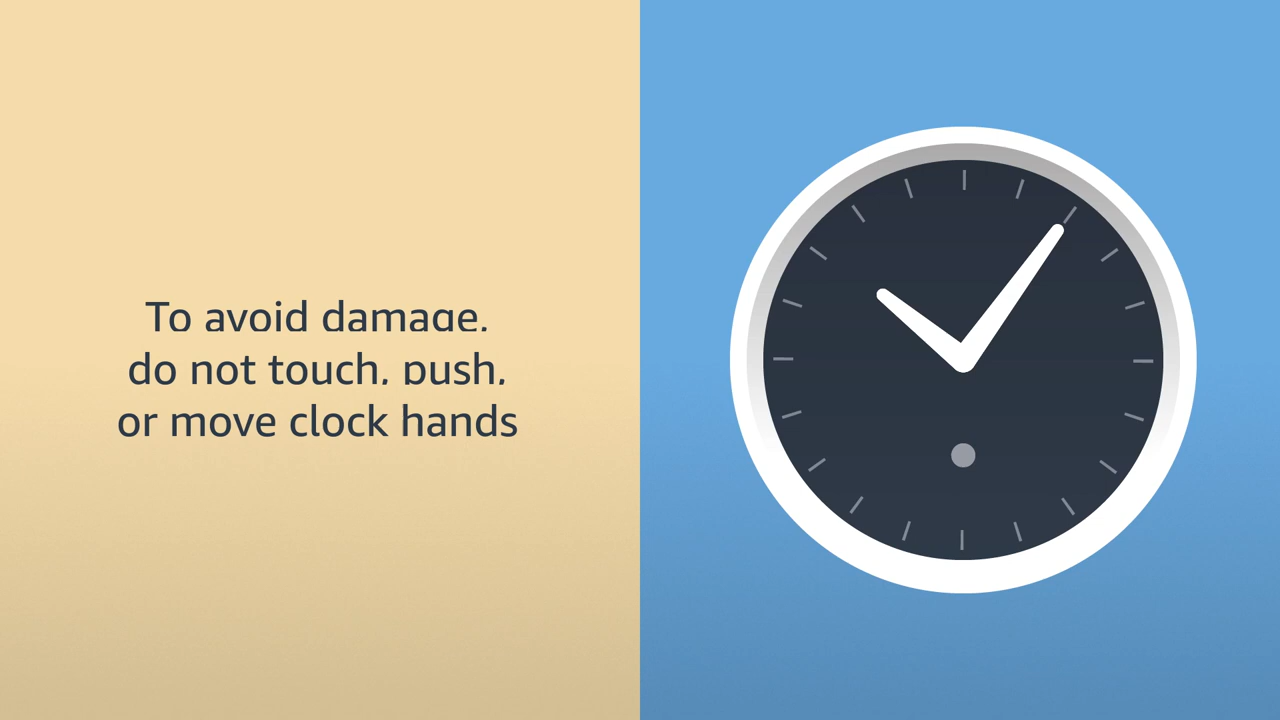 To avoid damage,
do not touch, push,
or move clock hands